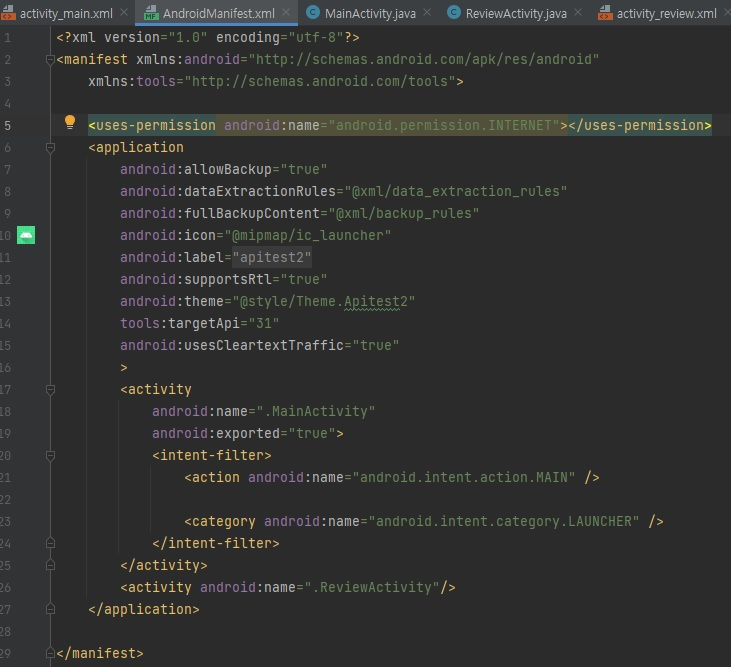 activity_main.xml AndroidManifest.xml MainActivity.java ReviewActivity.java activity_review.xml
1 <?xml version="1.0" encoding="utf-8"?>
2 <manifest xmlns:android="http://schemas.android.com/apk/res/android"
3 xmlns:tools="http://schemas.android.com/tools">
4
5 <uses-permission android:name="android.permission.INTERNET"></uses-permission>
6 <application
7 android:allowBackup="true"
8 android:dataExtractionRules="@xml/data_extraction_rules"
9 android:fullBackupContent="@xml/backup_rules"
10 android:icon="@mipmap/ic_launcher"
11 android:label="apitest2"
12 android:supportsRtl="true"
13 android:theme="@style/Theme.Apitest2"
14 tools:targetApi="31"
15 android:usesCleartextTraffic="true"
16 >
17 <activity
18 android:name=".MainActivity"
19 android:exported="true">
20 <intent-filter>
21 <action android:name="android.intent.action.MAIN" />
22
23 <category android:name="android.intent.category.LAUNCHER" />
24 </intent-filter>
25 </activity>
26 <activity android:name=".ReviewActivity"/>
27 </application>
28
29 </manifest>